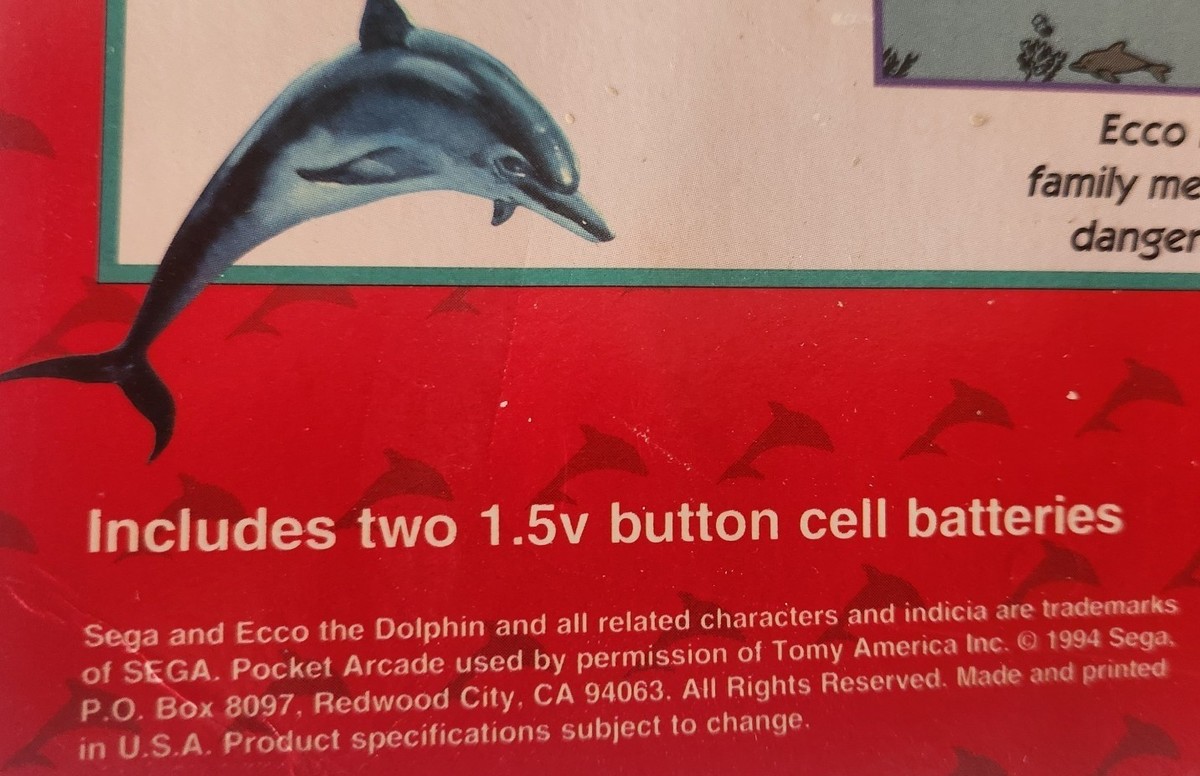 Ecco
family me
danger
Includes two 1.5v button cell batteries
Sega and Ecco the Dolphin and all related characters and indicia are trademarks
of SEGA. Pocket Arcade used by permission of Tomy America Inc. © 1994 Sega,
P.O. Box 8097, Redwood City, CA 94063. All Rights Reserved. Made and printed
in U.S.A. Product specifications subject to change.